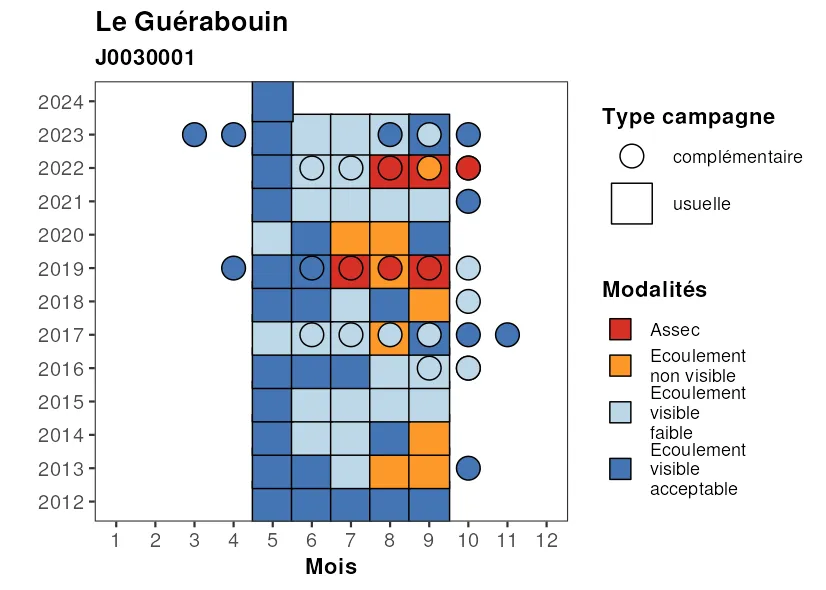 Le Guérabouin
J0030001
2024
2023
2022
2021
2020
2019
2018
2017
2016
2015
2014
2013
2012
1 2 3 4 5 6 7 8 9 10 11 12
Mois
Type campagne
complémentaire
usuelle
Modalités
Assec
Ecoulement
non visible
Ecoulement
visible
faible
Ecoulement
visible
acceptable